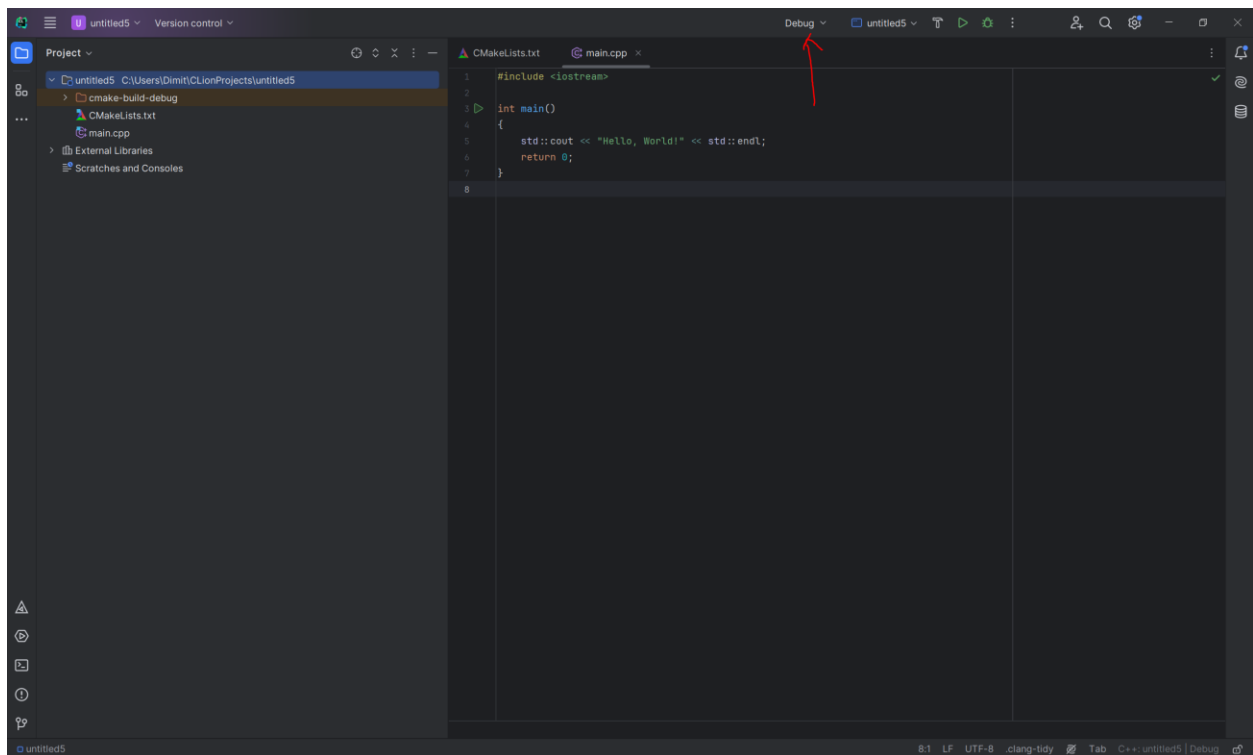 U untitled5 Version control Debug untitled5
Project CMakeLists.txt main.cpp
untitled5 C:\Users\Dimit\CLionProjects\untitled5
cmake-build-debug
CMakeLists.txt
main.cpp
External Libraries
Scratches and Consoles
1 #include <iostream>
2
3 int main()
4 {
5 std::cout << "Hello, World!" << std::endl;
6 return 0;
7 }
8
untitled5 8:1 LF UTF-8 .clang-tidy Tab C++: untitled5 | Debug